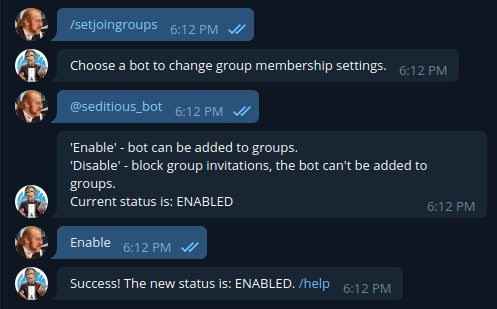 /setjoingroups 6:12 PM
Choose a bot to change group membership settings. 6:12 PM
@seditious_bot 6:12 PM
'Enable' - bot can be added to groups.
'Disable' - block group invitations, the bot can't be added to
groups.
Current status is: ENABLED 6:12 PM
Enable 6:12 PM
Success! The new status is: ENABLED. /help 6:12 PM